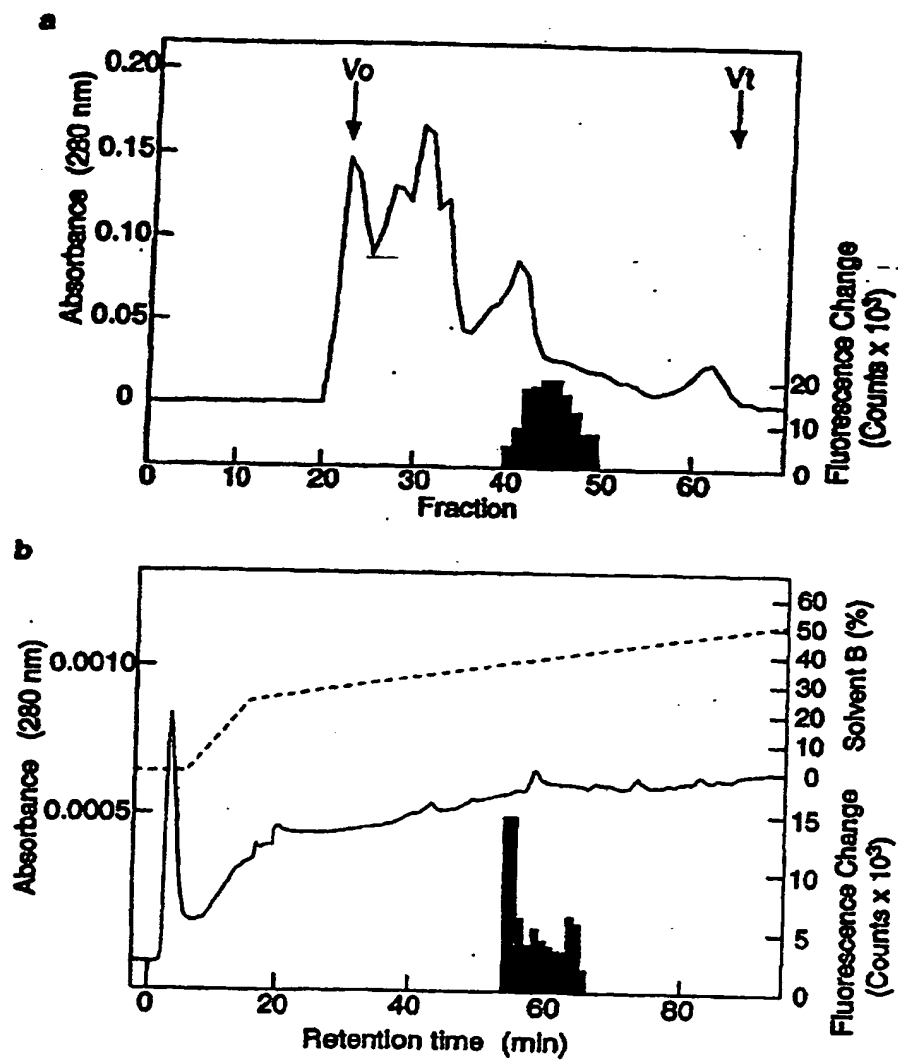 a
Absorbance (280 nm)
0.20
0.15
0.10
0.05
0
Vo
Vt
Fluorescence Change
(Counts x 10³)
20
10
0
0 10 20 30 40 50 60
Fraction
b
Absorbance (280 nm)
0.0010
0.0005
60
50
40
30
20
10
0
Solvent B (%)
15
10
5
0
Fluorescence Change
(Counts x 10³)
0 20 40 60 80
Retention time (min)